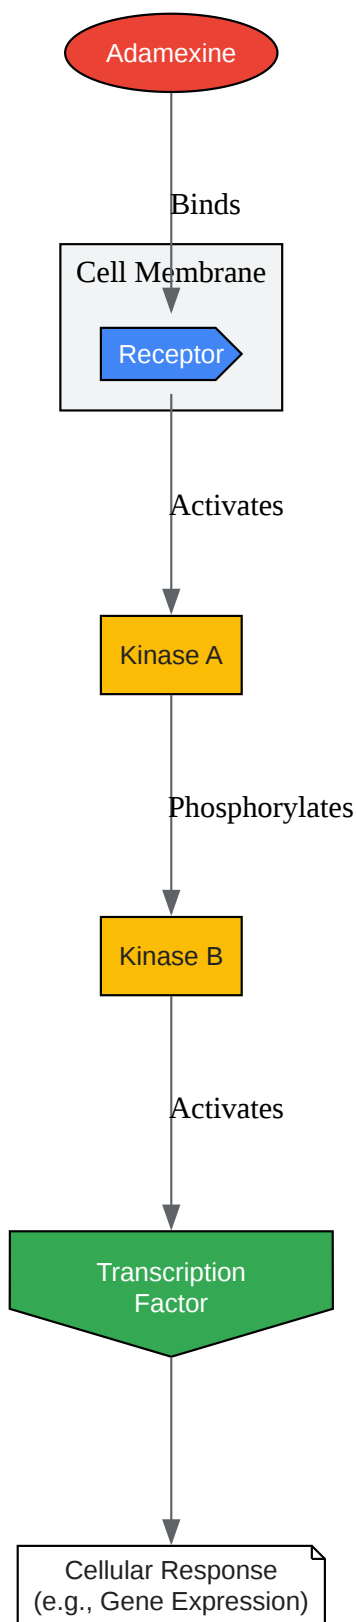 Adamexine
Binds
Cell Membrane
Receptor
Activates
Kinase A
Phosphorylates
Kinase B
Activates
Transcription
Factor
Cellular Response
(e.g., Gene Expression)